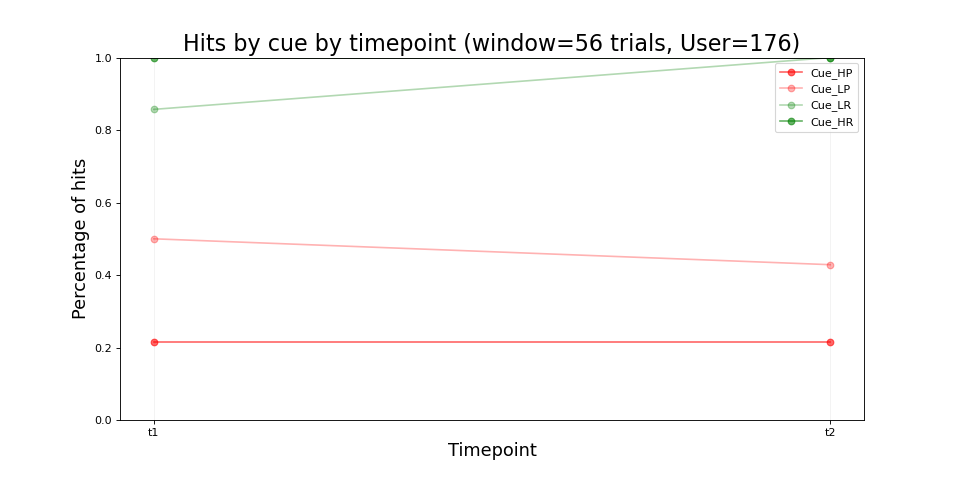 Hits by cue by timepoint (window=56 trials, User=176)
1.0
0.8
0.6
0.4
0.2
0.0
Percentage of hits
Cue_HP
Cue_LP
Cue_LR
Cue_HR
t1
t2
Timepoint